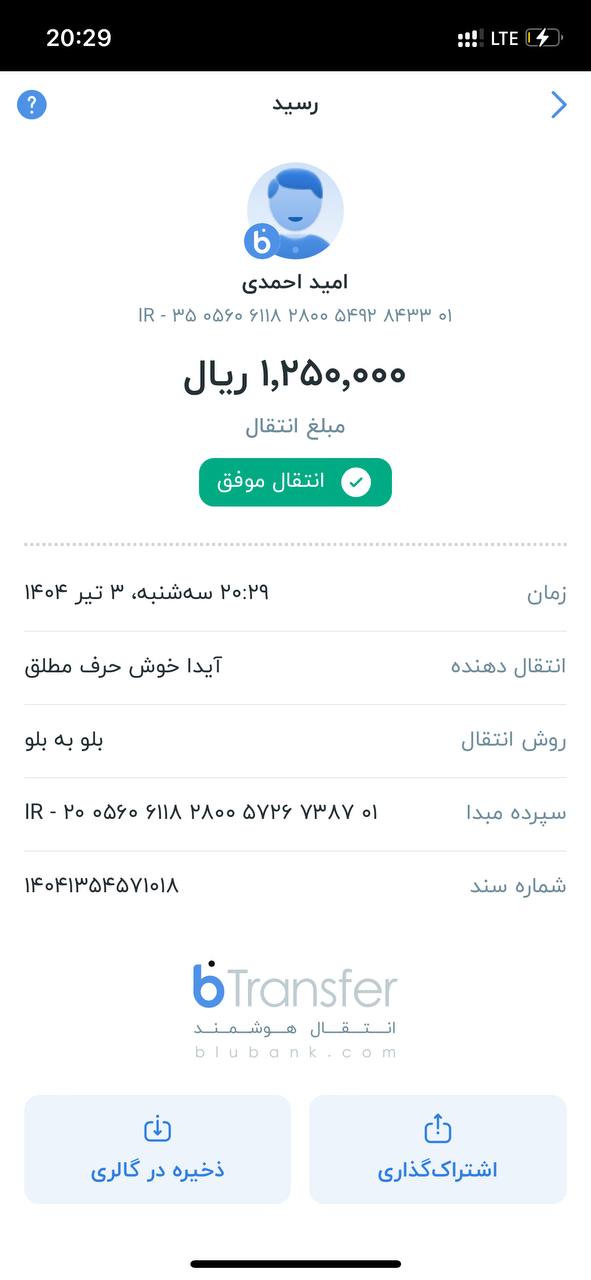 20:29
LTE
رسید
?
b
امید احمدی
IR - ۳۵ ۰۵۶۰ ۶۱۱۸ ۲۸۰۰ ۵۴۹۲ ۸۴۳۳ ۰۱
۱,۲۵۰,۰۰۰ ریال
مبلغ انتقال
انتقال موفق
زمان
۲۰:۲۹ سه‌شنبه، ۳ تیر ۱۴۰۴
انتقال دهنده
آیدا خوش حرف مطلق
روش انتقال
بلو به بلو
سپرده مبدا
IR - ۲۰ ۰۵۶۰ ۶۱۱۸ ۲۸۰۰ ۵۷۲۶ ۷۳۸۷ ۰۱
شماره سند
۱۴۰۴۱۳۵۴۵۷۱۰۱۸
bTransfer
انـتـقـال هـوشـمـنـد
blubank.com
اشتراک‌گذاری
ذخیره در گالری